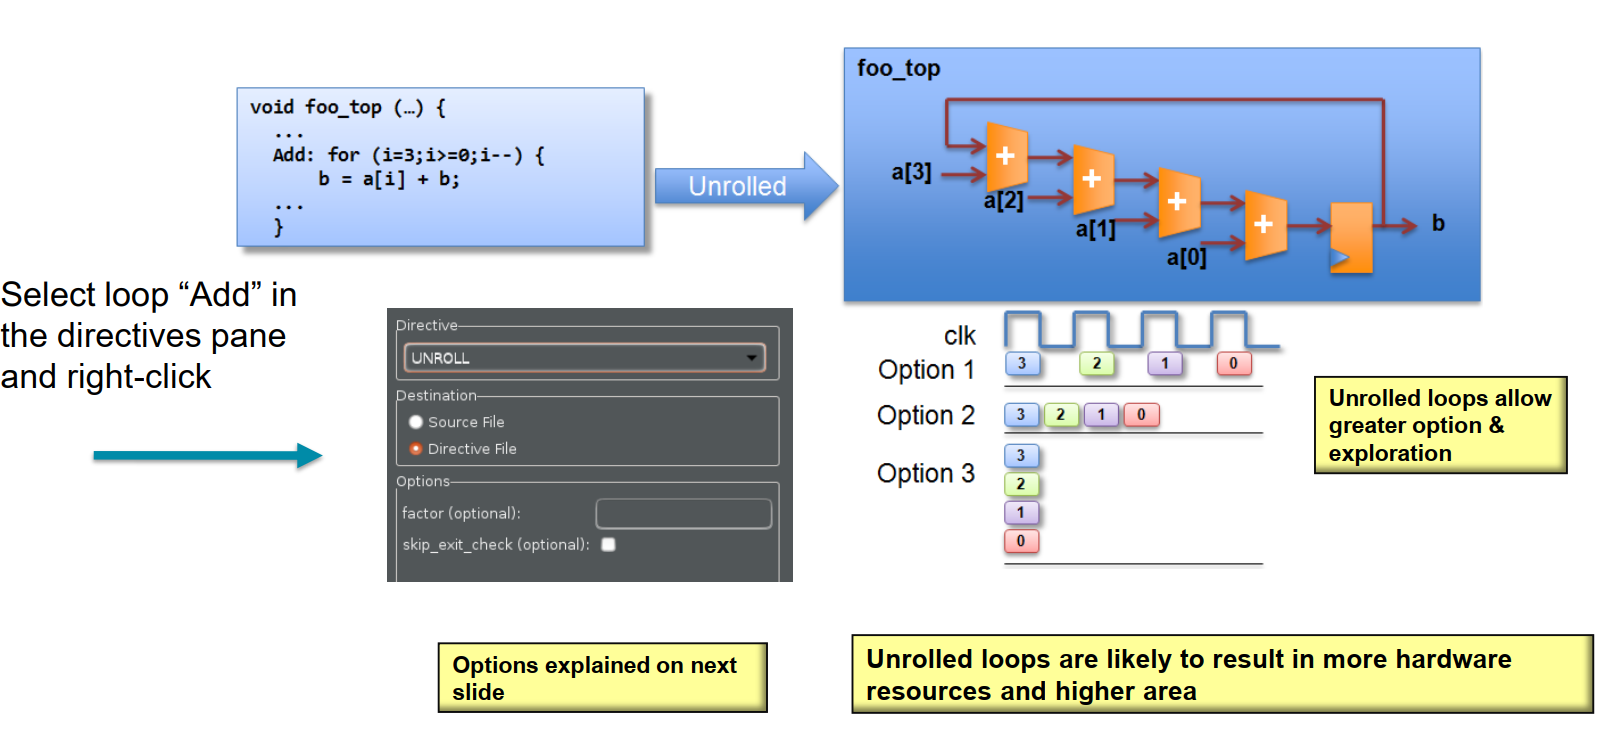 void foo_top (…) {
...
Add: for (i=3;i>=0;i--) {
b = a[i] + b;
...
}
Unrolled
foo_top
a[3]
+
a[2]
+
a[1]
+
a[0]
+
b
Select loop “Add” in
the directives pane
and right-click
Directive
UNROLL
Destination
Source File
Directive File
Options
factor (optional):
skip_exit_check (optional):
clk
Option 1
3 2 1 0
Option 2
3 2 1 0
Option 3
3
2
1
0
Unrolled loops allow
greater option &
exploration
Options explained on next
slide
Unrolled loops are likely to result in more hardware
resources and higher area